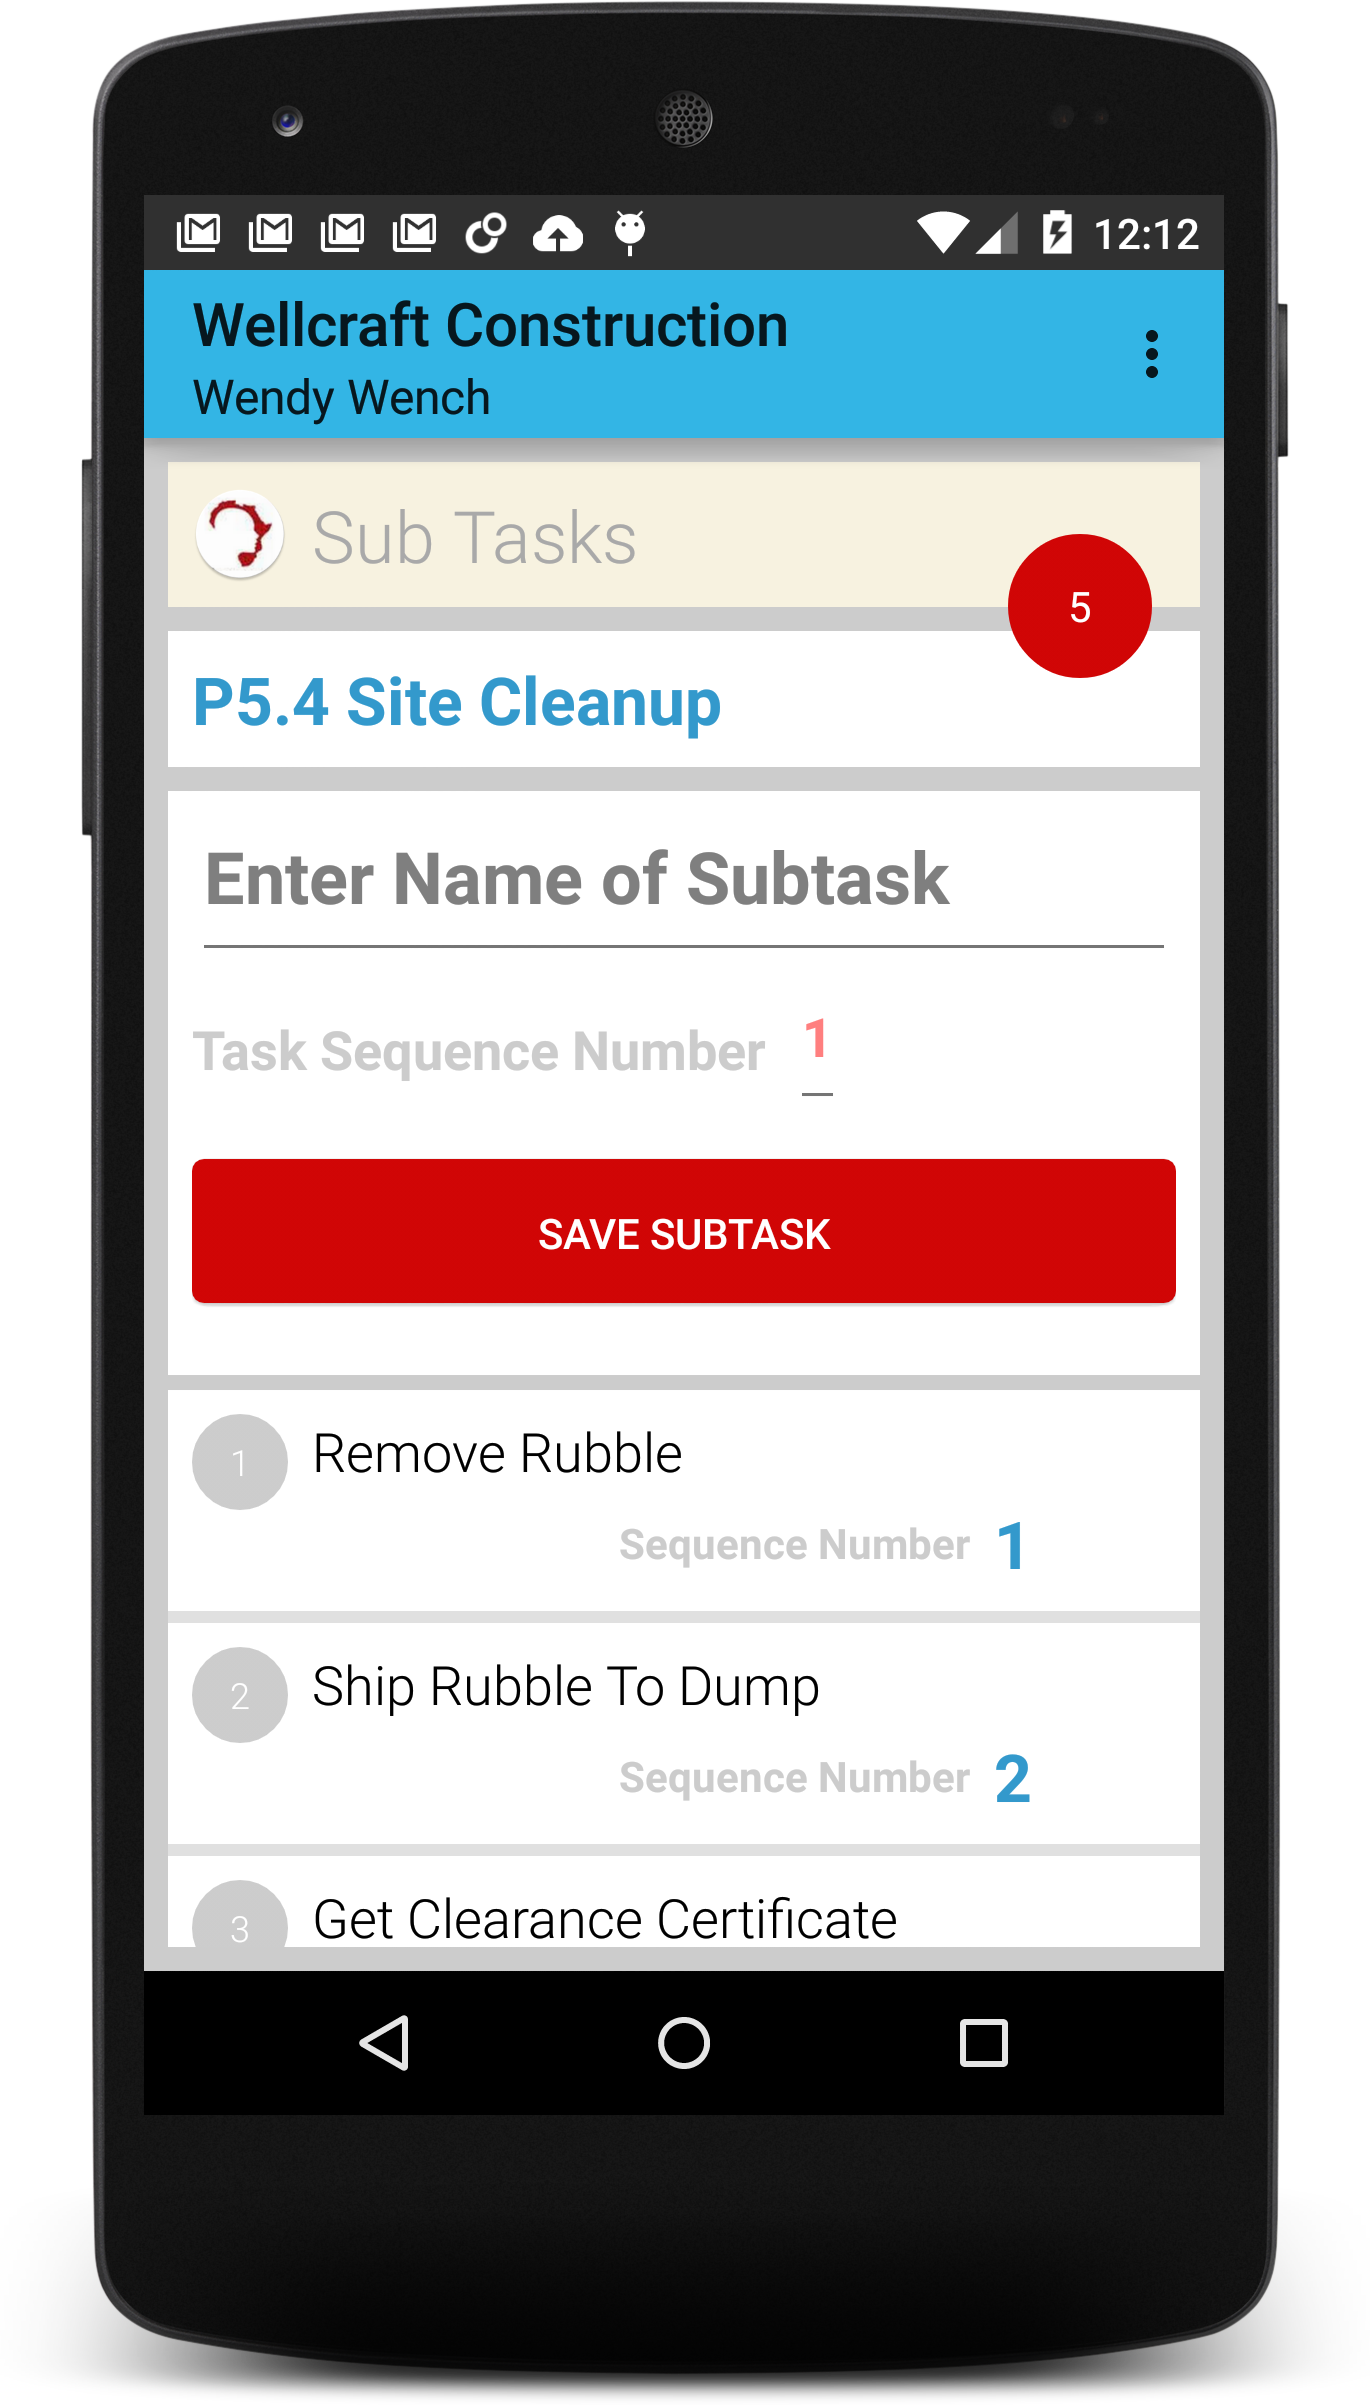 12:12
Wellcraft Construction
Wendy Wench
Sub Tasks
5
P5.4 Site Cleanup
Enter Name of Subtask
Task Sequence Number 1
SAVE SUBTASK
1 Remove Rubble
Sequence Number 1
2 Ship Rubble To Dump
Sequence Number 2
3 Get Clearance Certificate